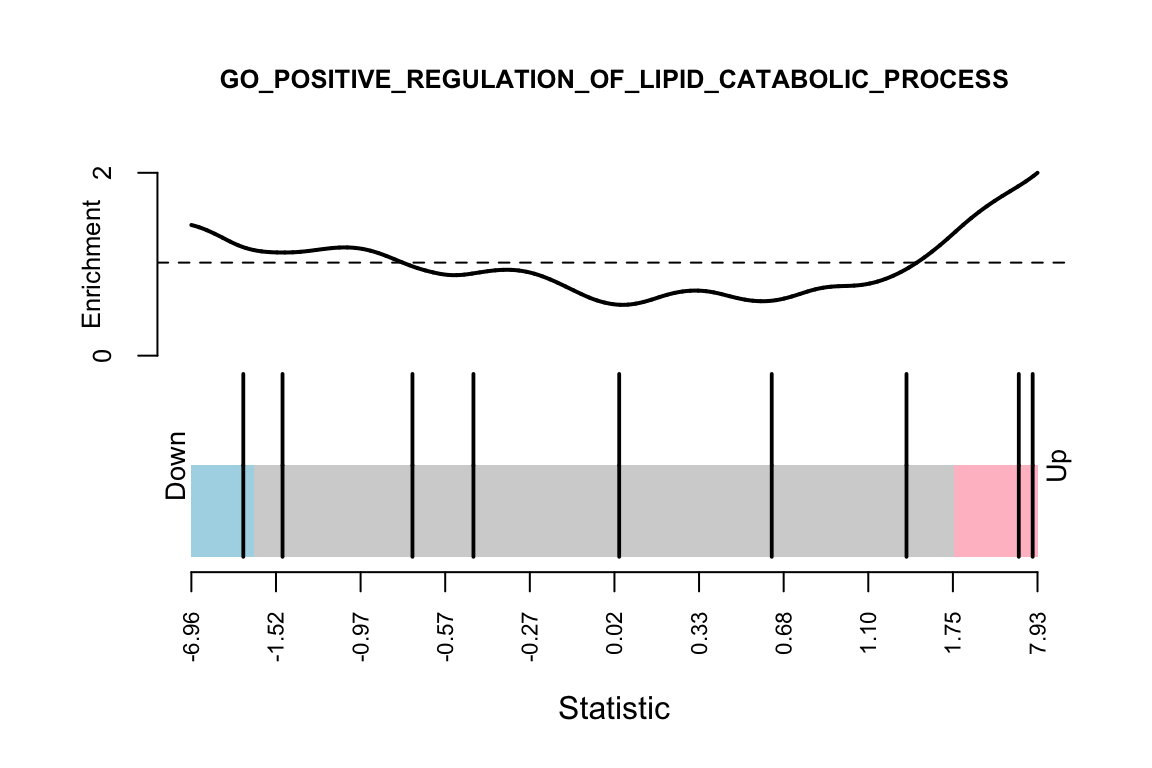 GO_POSITIVE_REGULATION_OF_LIPID_CATABOLIC_PROCESS
2
Enrichment
0
Down
Up
-6.96
-1.52
-0.97
-0.57
-0.27
0.02
0.33
0.68
1.10
1.75
7.93
Statistic